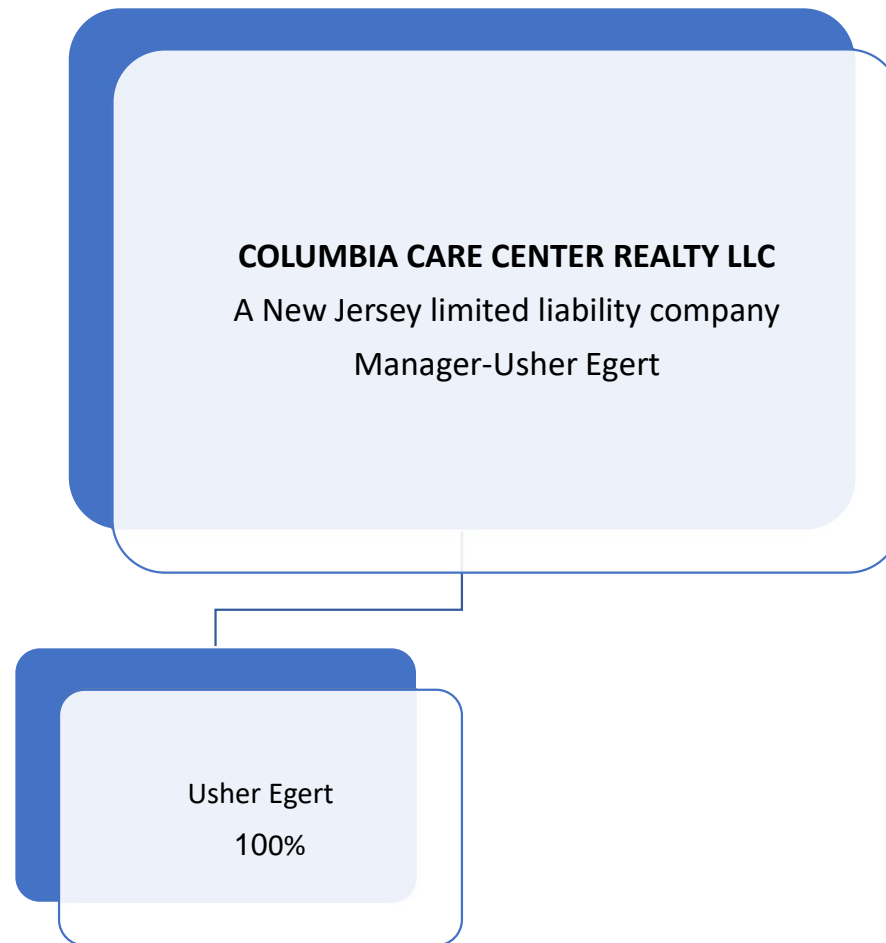 COLUMBIA CARE CENTER REALTY LLC
A New Jersey limited liability company
Manager-Usher Egert
Usher Egert
100%